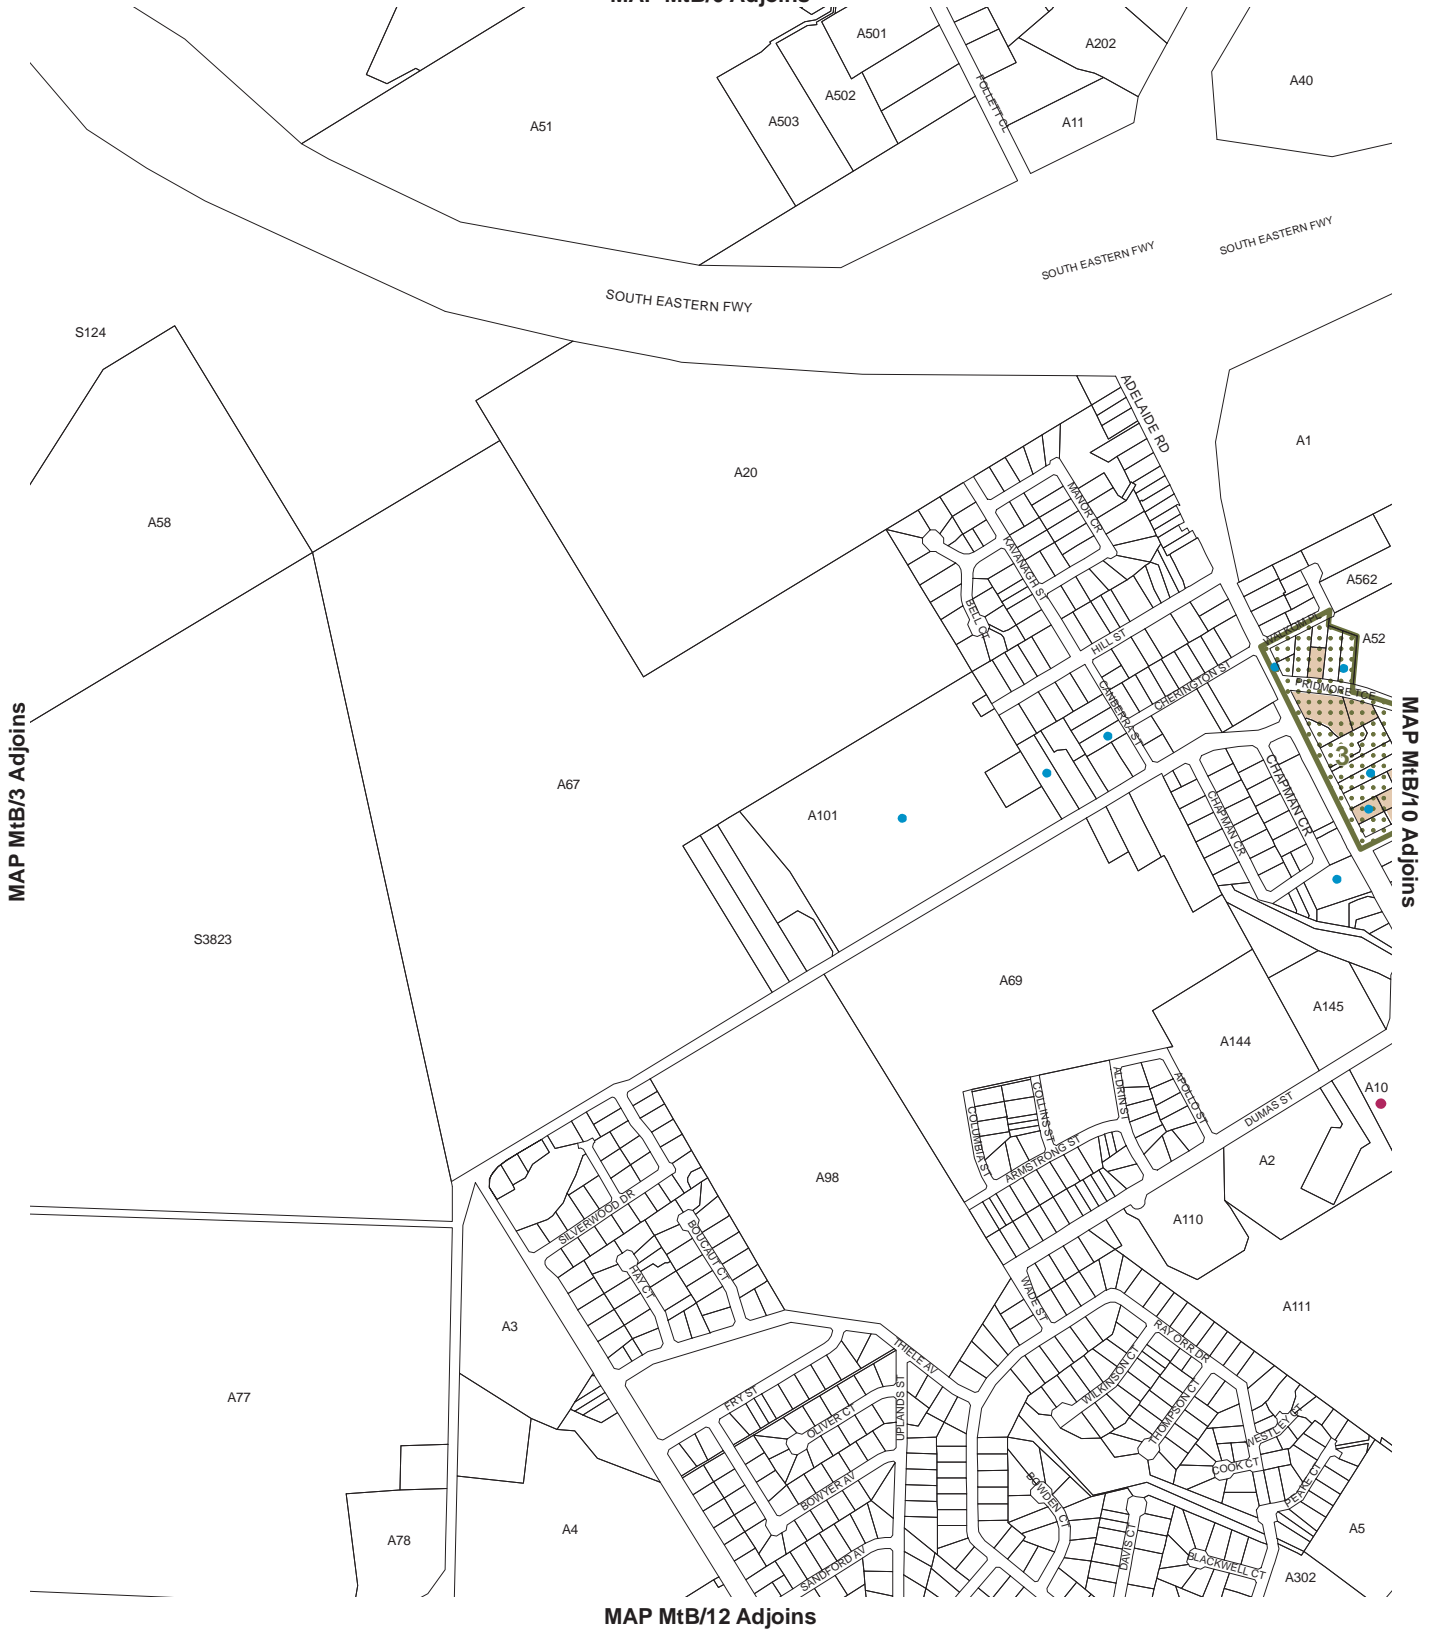 A501
A202
A40
A502
A503
A51
A11
POLLETT CL
SOUTH EASTERN FWY
SOUTH EASTERN FWY
SOUTH EASTERN FWY
S124
ADELAIDE RD
A1
A20
A58
MANOR CR
KAVANAGH ST
A562
BELL CT
HILL ST
WALKOM PL
A52
CHERINGTON ST
CANBERRA ST
PRIDMORE TCE
MAP MtB/3 Adjoins
MAP MtB/10 Adjoins
3
A67
A101
CHAPMAN CR
CHAPMAN CR
S3823
A69
A145
A144
A10
ALDRIN ST
APOLLO ST
COLLINS ST
COLUMBIA ST
DUMAS ST
ARMSTRONG ST
A2
A98
SILVERWOOD DR
BOUCAUT CT
A110
HAY CT
WADE ST
A111
A3
RAY ORR DR
THIELE AV
WILKINSON CT
A77
FRY ST
UPLANDS ST
THOMPSON CT
OLIVER CT
WESTLEY CT
COOK CT
BOWYER AV
BOWDEN CT
PEAKE CT
A4
A78
A5
DAVIS CT
SANDFORD AV
BLACKWELL CT
A302
MAP MtB/12 Adjoins